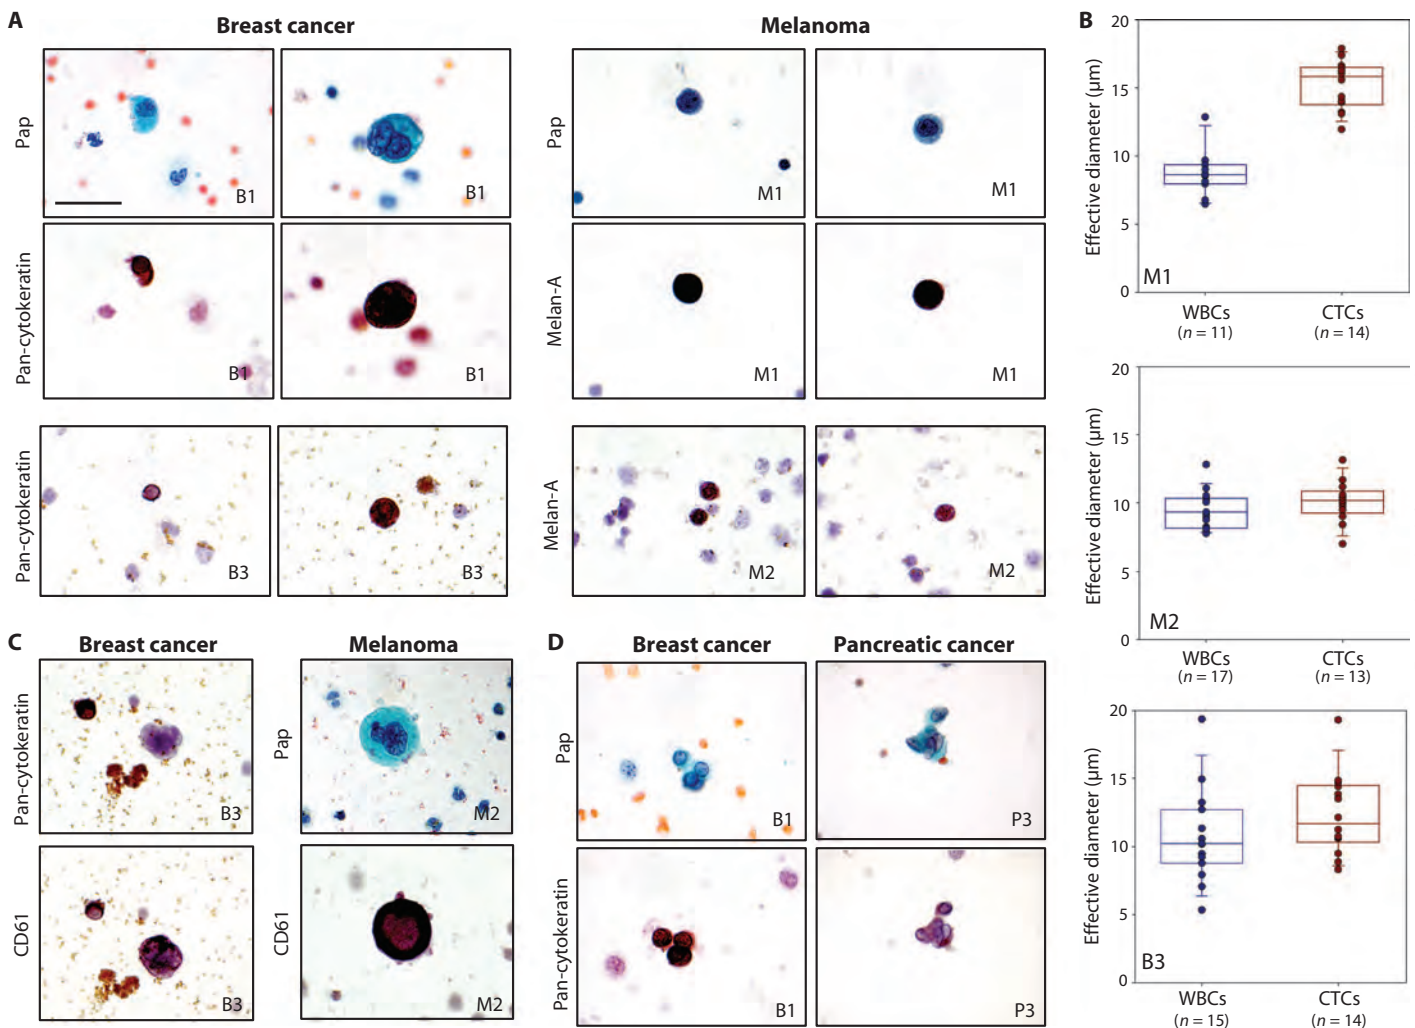 A
Breast cancer
Melanoma
Pap
B1
B1
Pap
M1
M1
Pan-cytokeratin
B1
B1
Melan-A
M1
M1
Pan-cytokeratin
B3
B3
Melan-A
M2
M2
B
Effective diameter (µm)
20
15
10
5
0
M1
WBCs
(n = 11)
CTCs
(n = 14)
Effective diameter (µm)
20
15
10
5
0
M2
WBCs
(n = 17)
CTCs
(n = 13)
Effective diameter (µm)
20
15
10
5
0
B3
WBCs
(n = 15)
CTCs
(n = 14)
C
Breast cancer
Melanoma
Pan-cytokeratin
B3
Pap
M2
CD61
B3
CD61
M2
D
Breast cancer
Pancreatic cancer
Pap
B1
P3
Pan-cytokeratin
B1
P3